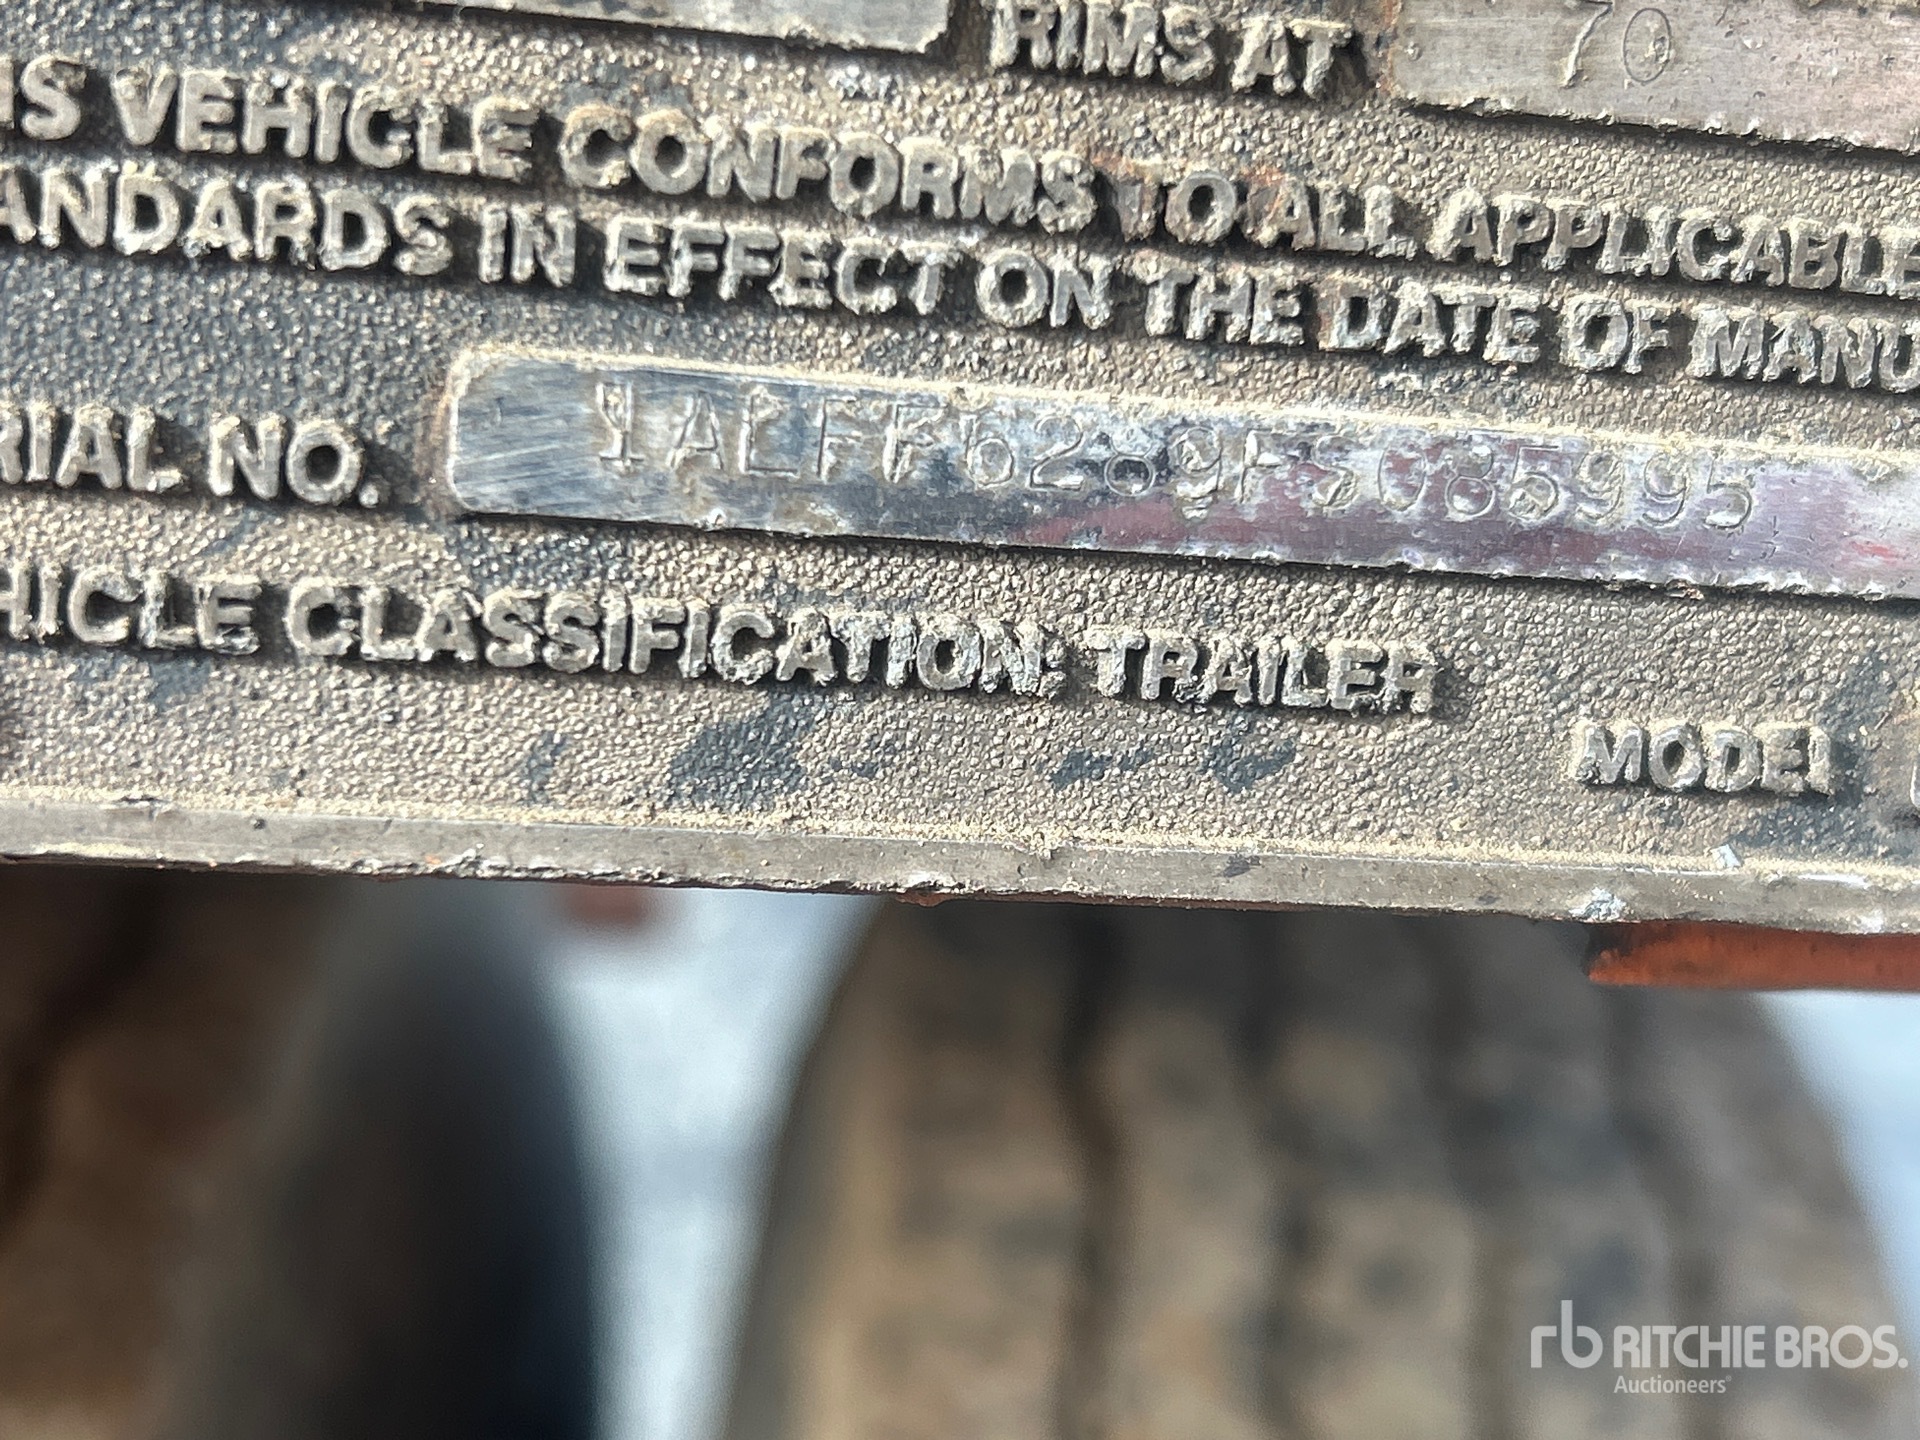 RIMS AT 70
IS VEHICLE CONFORMS TO ALL APPLICABLE
ANDARDS IN EFFECT ON THE DATE OF MANU
RIAL NO. 1ALFF6289FS085995
HICLE CLASSIFICATION: TRAILER
MODEL
rb RITCHIE BROS.
Auctioneers